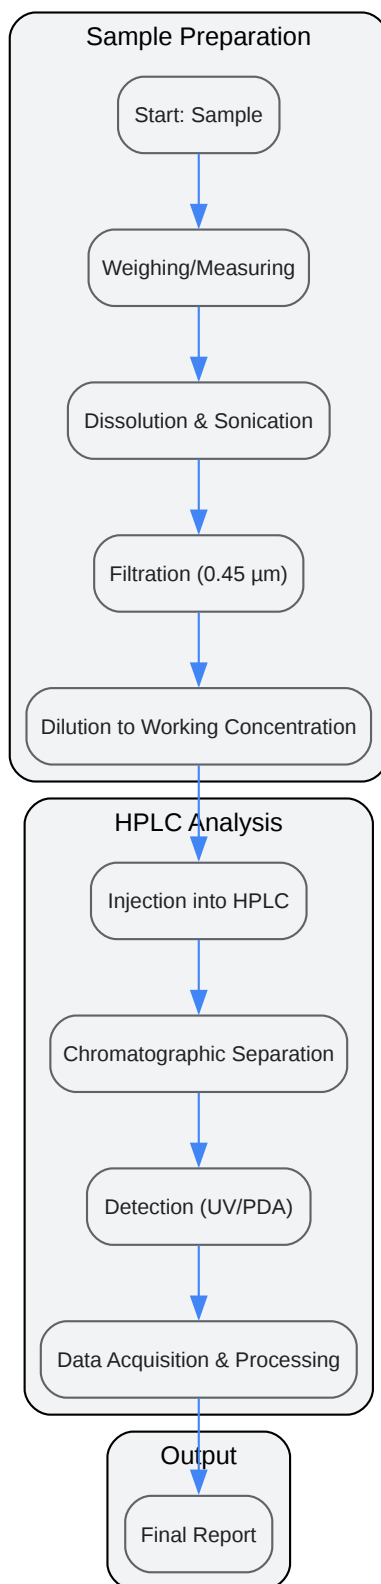 Sample Preparation
Start: Sample
Weighing/Measuring
Dissolution & Sonication
Filtration (0.45 µm)
Dilution to Working Concentration
HPLC Analysis
Injection into HPLC
Chromatographic Separation
Detection (UV/PDA)
Data Acquisition & Processing
Output
Final Report